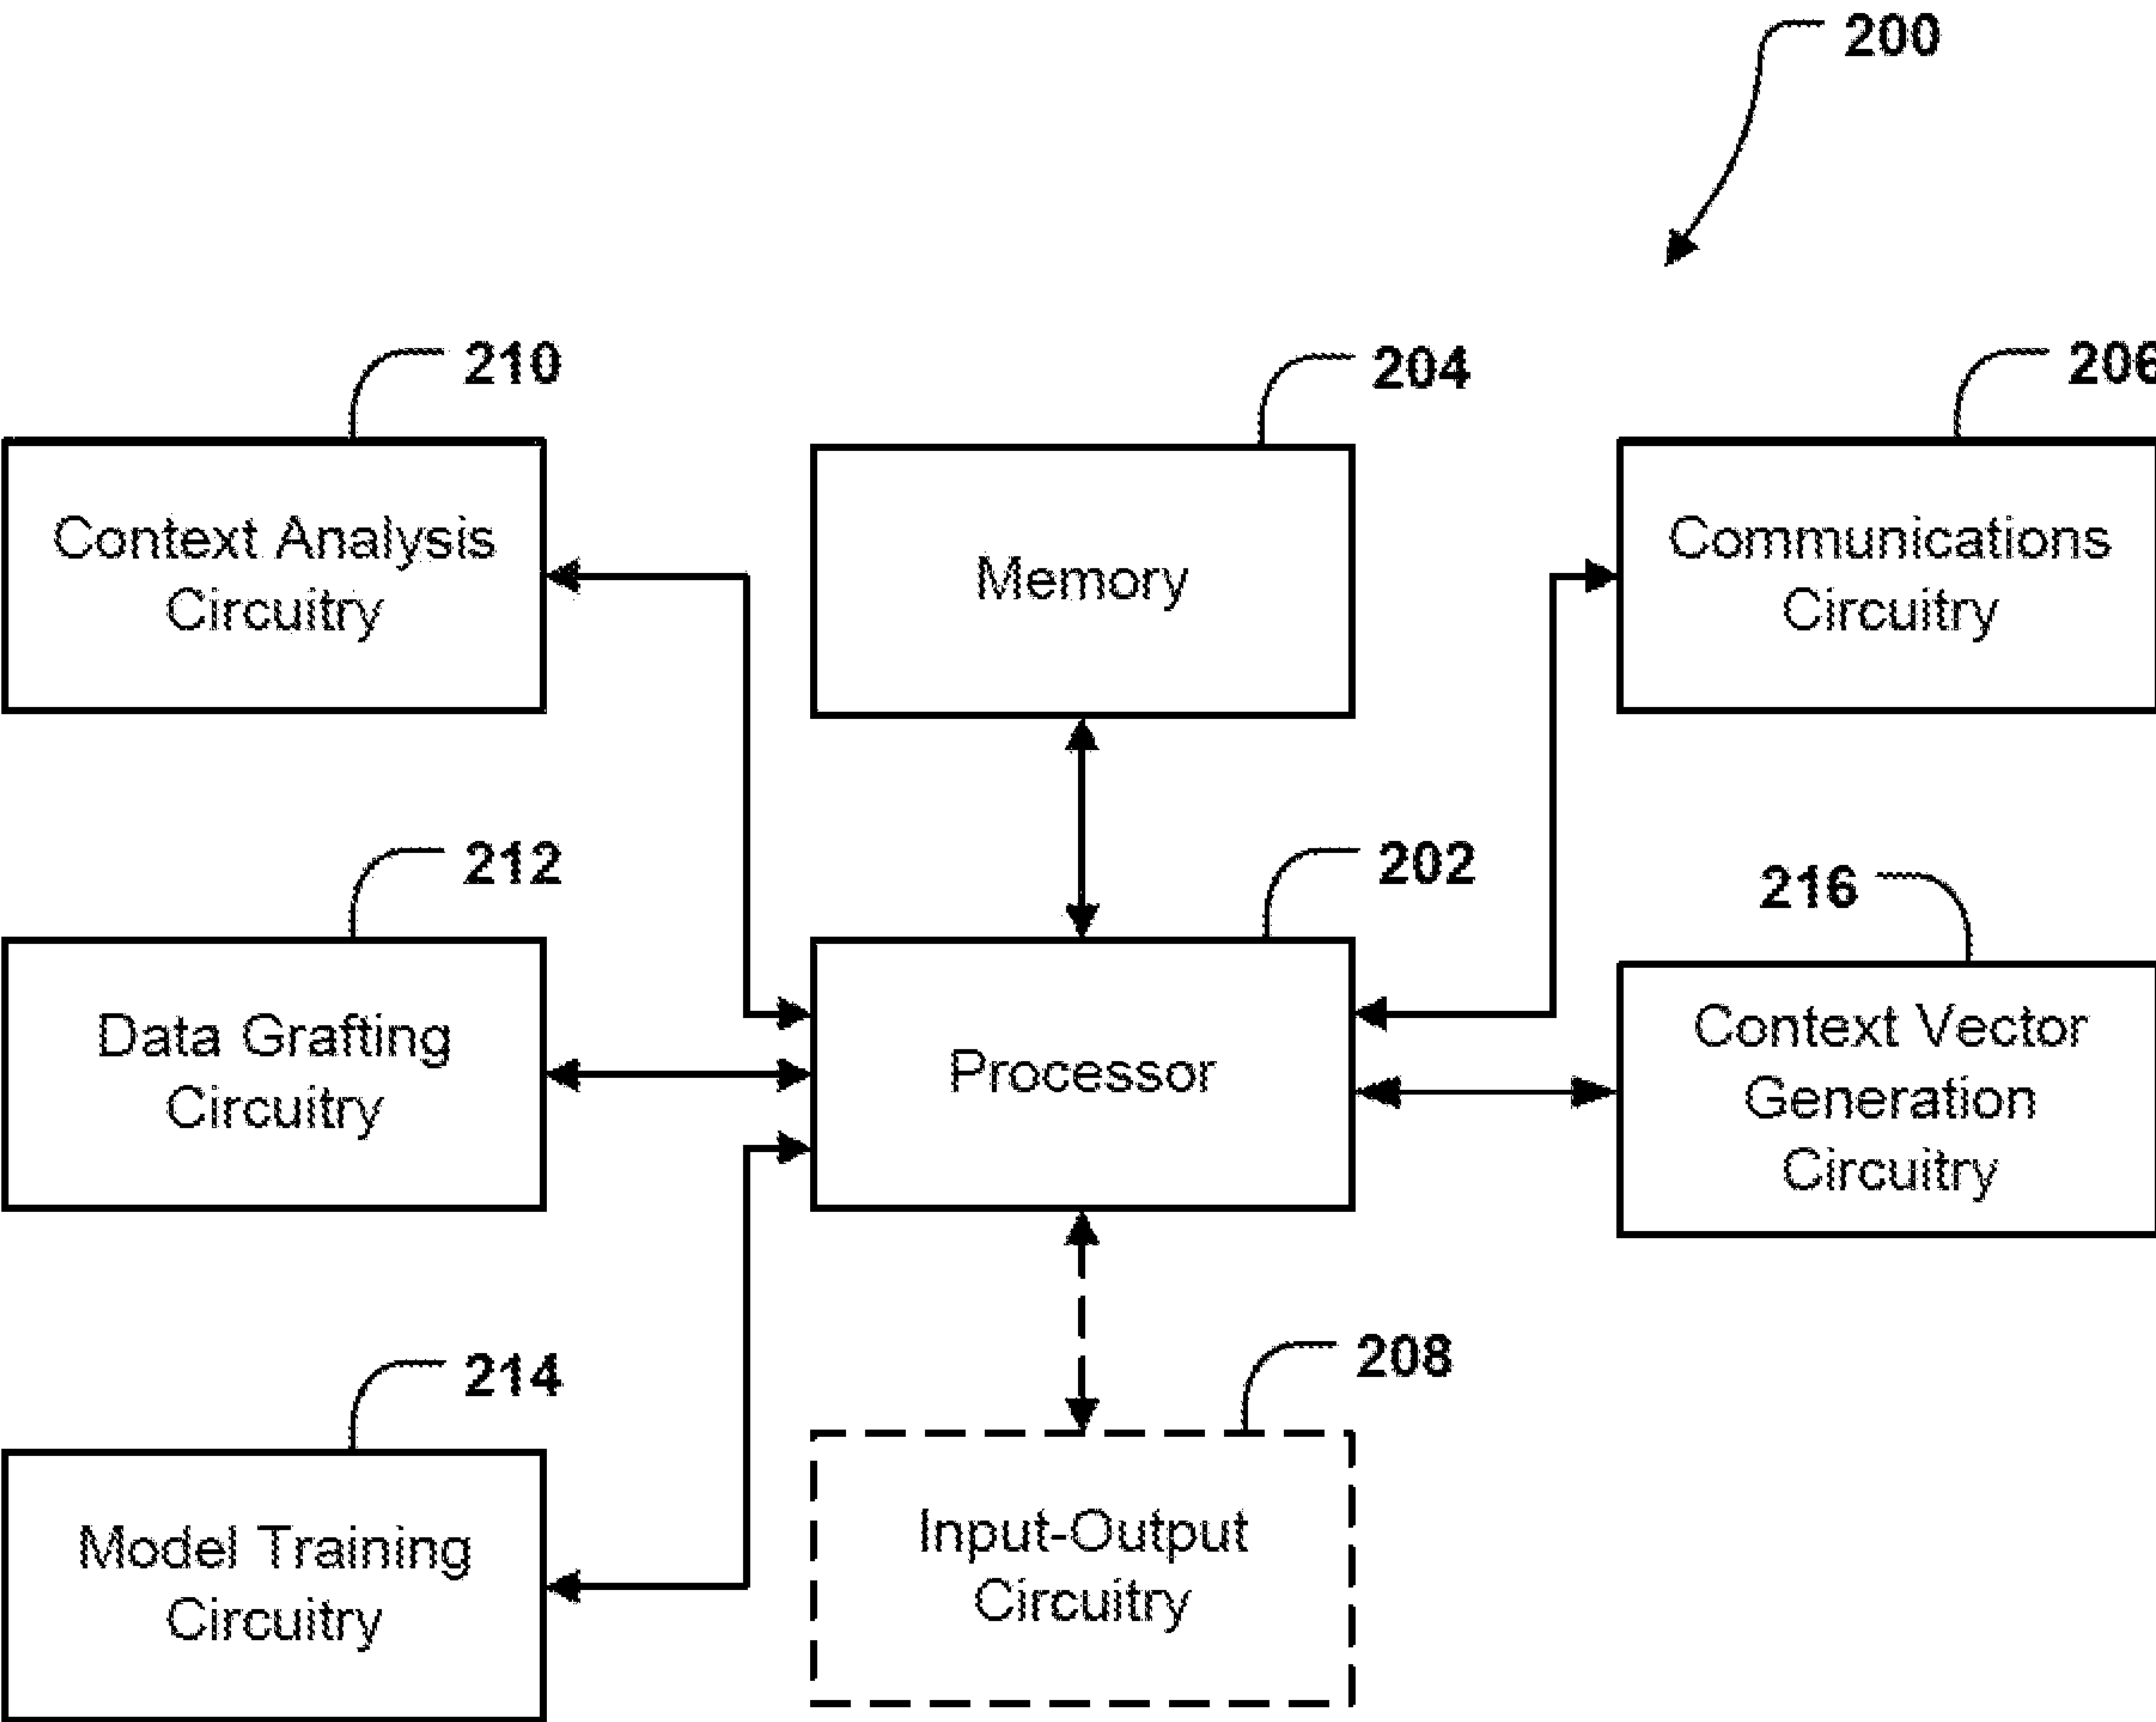 200
210
204
206
Context Analysis
Circuitry
Memory
Communications
Circuitry
212
202
216
Data Grafting
Circuitry
Processor
Context Vector
Generation
Circuitry
214
208
Model Training
Circuitry
Input-Output
Circuitry